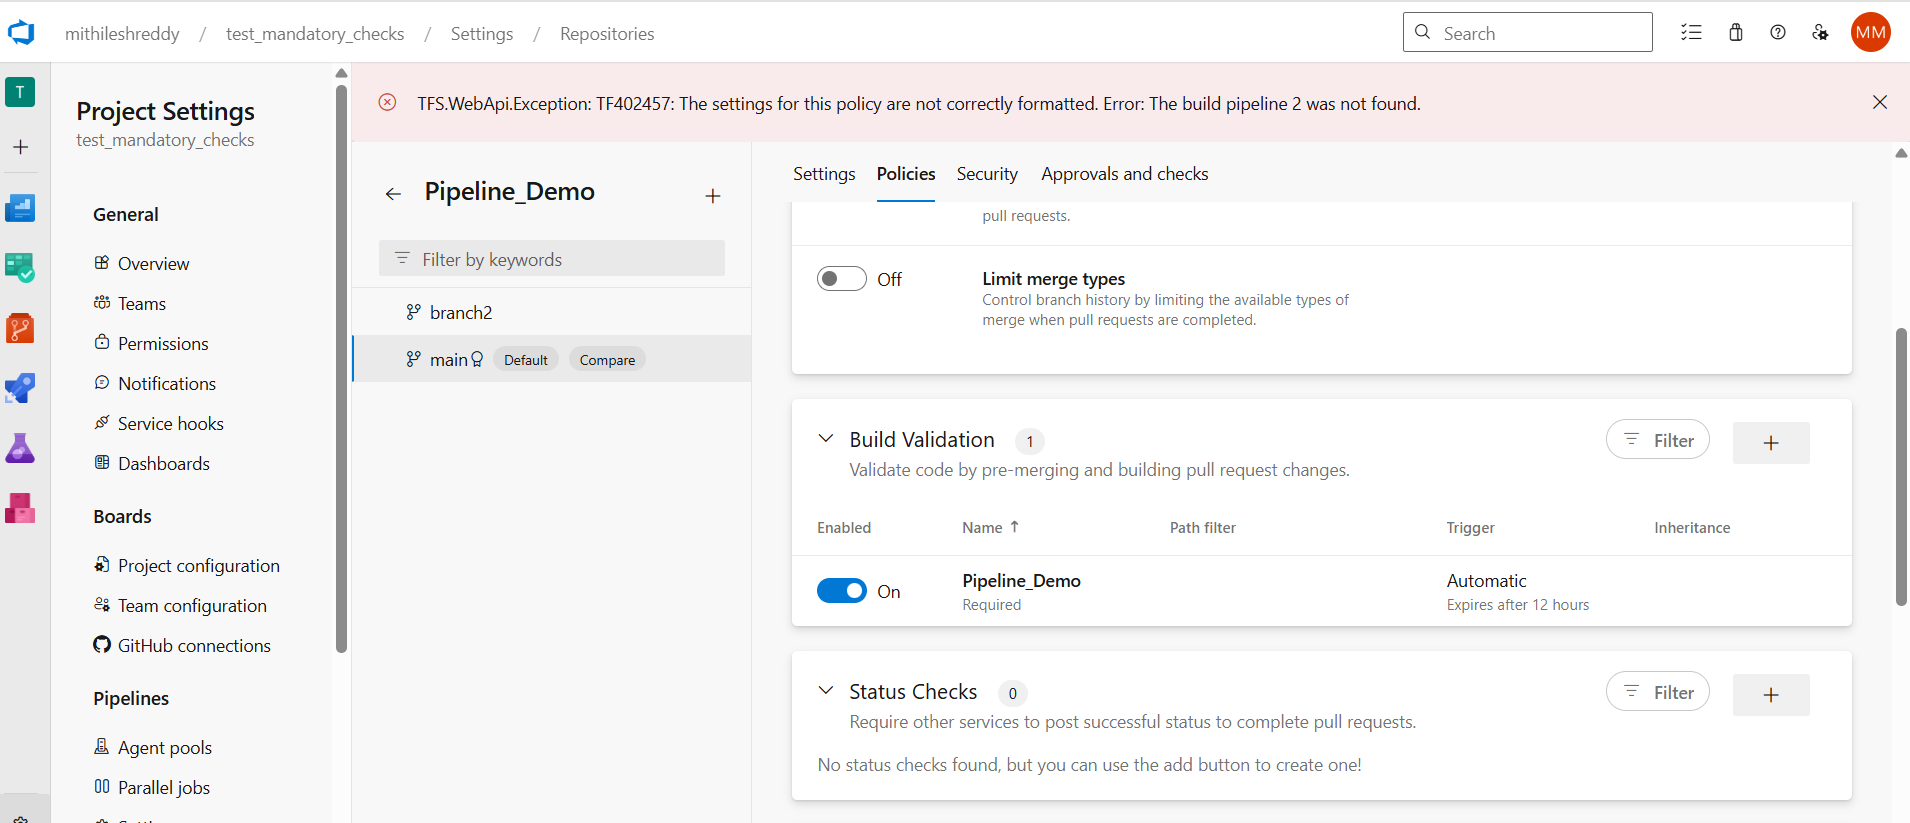 mithileshreddy / test_mandatory_checks / Settings / Repositories
Search
MM
T
Project Settings
test_mandatory_checks
General
Overview
Teams
Permissions
Notifications
Service hooks
Dashboards
Boards
Project configuration
Team configuration
GitHub connections
Pipelines
Agent pools
Parallel jobs
TFS.WebApi.Exception: TF402457: The settings for this policy are not correctly formatted. Error: The build pipeline 2 was not found.
Pipeline_Demo
Filter by keywords
branch2
main Default Compare
Settings Policies Security Approvals and checks
pull requests.
Off Limit merge types
Control branch history by limiting the available types of
merge when pull requests are completed.
Build Validation 1 Filter
Validate code by pre-merging and building pull request changes.
Enabled Name Path filter Trigger Inheritance
On Pipeline_Demo Automatic
Required Expires after 12 hours
Status Checks 0 Filter
Require other services to post successful status to complete pull requests.
No status checks found, but you can use the add button to create one!